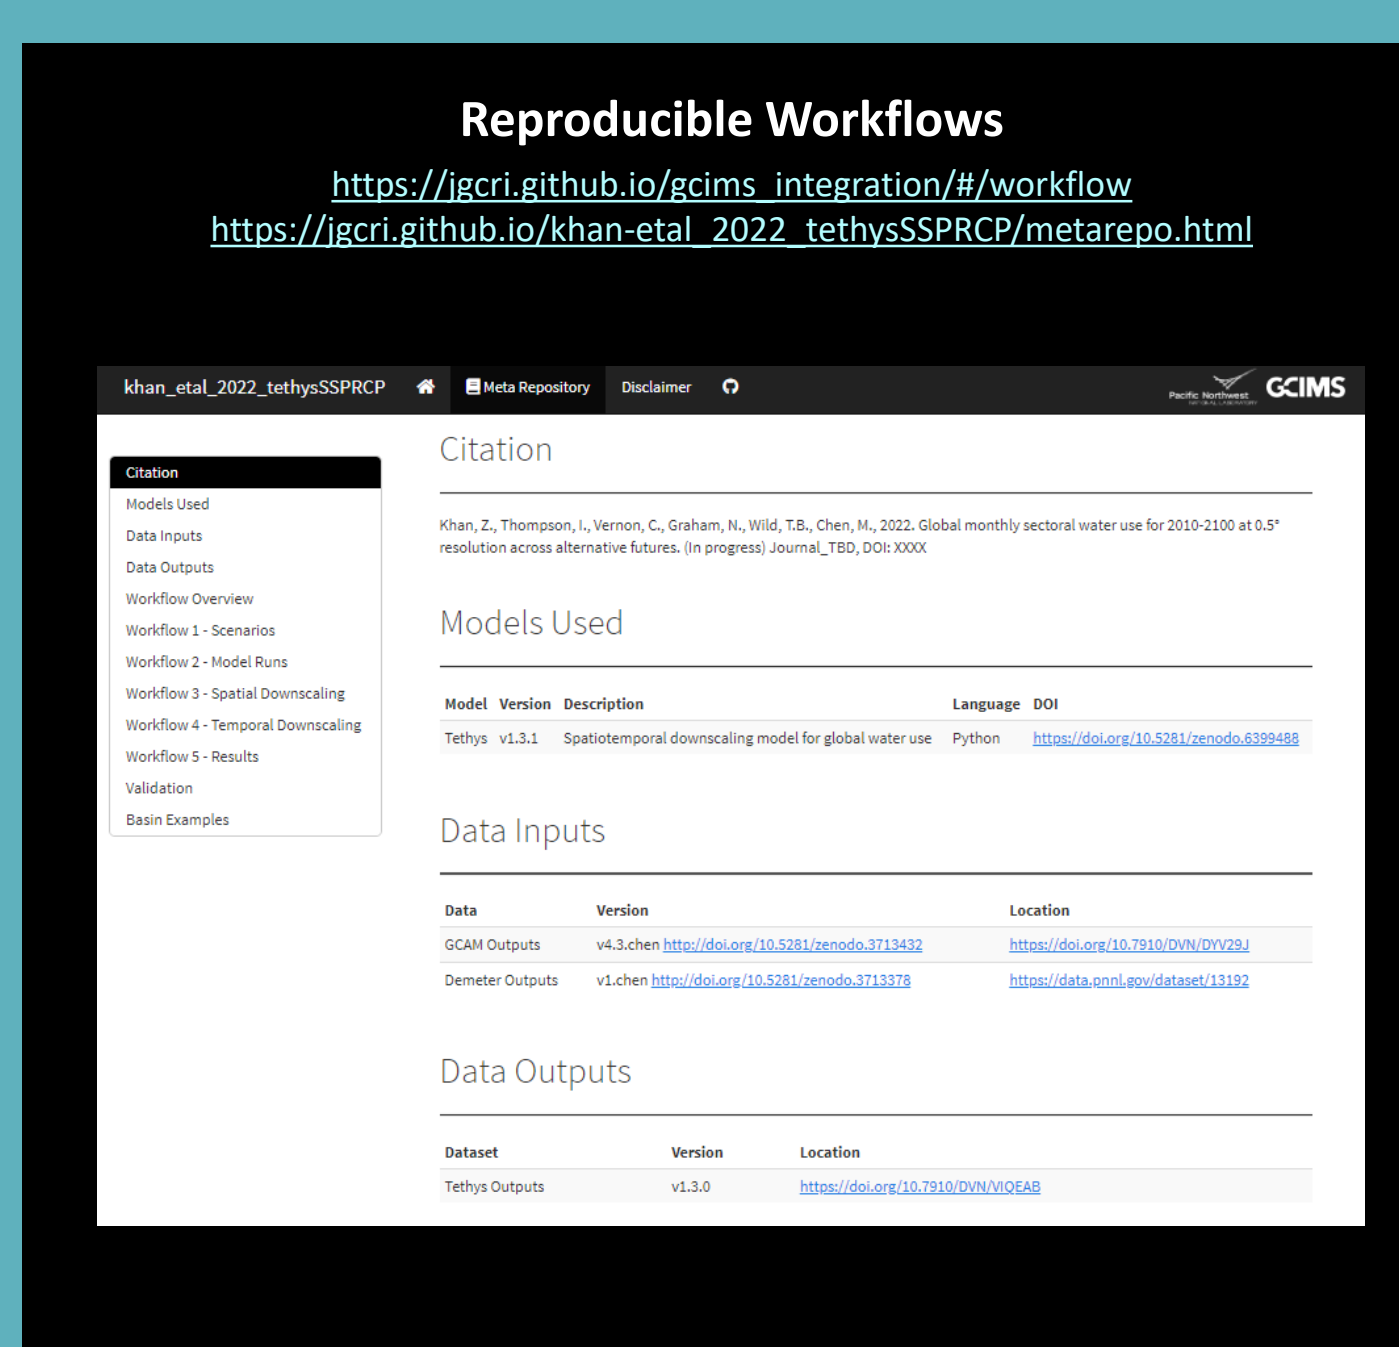 Reproducible Workflows
https://jgcri.github.io/gcims_integration/#/workflow
https://jgcri.github.io/khan-etal_2022_tethysSSPRCP/metarepo.html
khan_etal_2022_tethysSSPRCP Meta Repository Disclaimer Pacific Northwest GCIMS
NATIONAL LABORATORY
Citation
Models Used
Data Inputs
Data Outputs
Workflow Overview
Workflow 1 - Scenarios
Workflow 2 - Model Runs
Workflow 3 - Spatial Downscaling
Workflow 4 - Temporal Downscaling
Workflow 5 - Results
Validation
Basin Examples
Citation
Khan, Z., Thompson, I., Vernon, C., Graham, N., Wild, T.B., Chen, M., 2022. Global monthly sectoral water use for 2010-2100 at 0.5°
resolution across alternative futures. (In progress) Journal_TBD, DOI: XXXX
Models Used
Model Version Description Language DOI
Tethys v1.3.1 Spatiotemporal downscaling model for global water use Python https://doi.org/10.5281/zenodo.6399488
Data Inputs
Data Version Location
GCAM Outputs v4.3.chen http://doi.org/10.5281/zenodo.3713432 https://doi.org/10.7910/DVN/DYV29J
Demeter Outputs v1.chen http://doi.org/10.5281/zenodo.3713378 https://data.pnnl.gov/dataset/13192
Data Outputs
Dataset Version Location
Tethys Outputs v1.3.0 https://doi.org/10.7910/DVN/VIQEAB